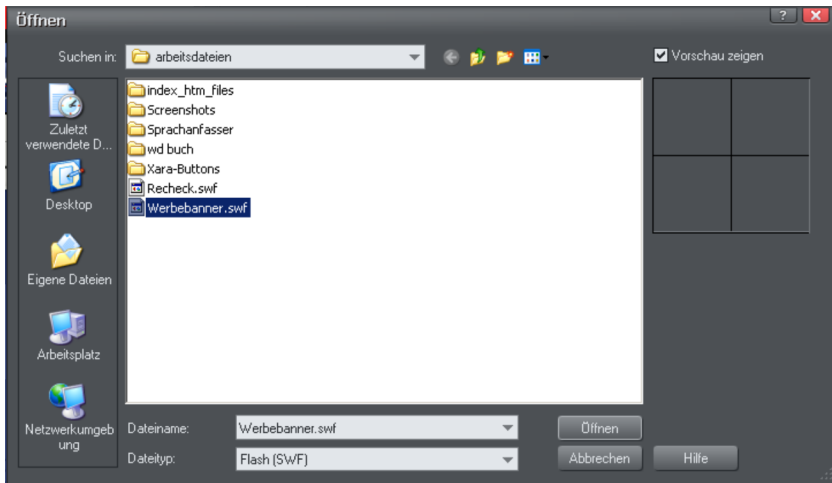 Öffnen
?
X
Suchen in:
arbeitsdateien
Vorschau zeigen
Zuletzt
verwendete D...
Desktop
Eigene Dateien
Arbeitsplatz
Netzwerkumgeb
ung
index_htm_files
Screenshots
Sprachanfasser
wd buch
Xara-Buttons
Recheck.swf
Werbebanner.swf
Dateiname:
Werbebanner.swf
Öffnen
Dateityp:
Flash (SWF)
Abbrechen
Hilfe